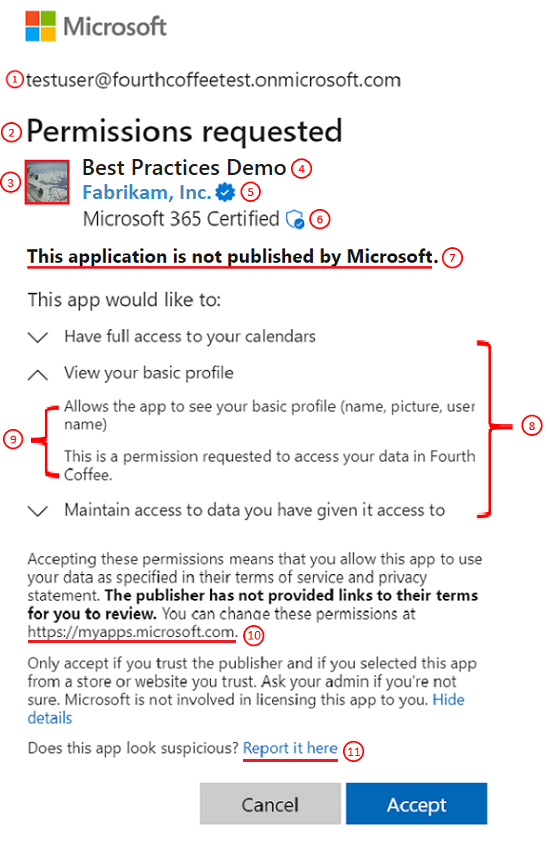 Microsoft
1 testuser@fourthcoffeetest.onmicrosoft.com
2 Permissions requested
3
Best Practices Demo 4
Fabrikam, Inc. 5
Microsoft 365 Certified 6
This application is not published by Microsoft. 7
This app would like to:
Have full access to your calendars
View your basic profile
Allows the app to see your basic profile (name, picture, user
name)
This is a permission requested to access your data in Fourth
Coffee.
9
8
Maintain access to data you have given it access to
Accepting these permissions means that you allow this app to use
your data as specified in their terms of service and privacy
statement. The publisher has not provided links to their terms
for you to review. You can change these permissions at
https://myapps.microsoft.com. 10
Only accept if you trust the publisher and if you selected this app
from a store or website you trust. Ask your admin if you're not
sure. Microsoft is not involved in licensing this app to you. Hide
details
Does this app look suspicious? Report it here 11
Cancel
Accept